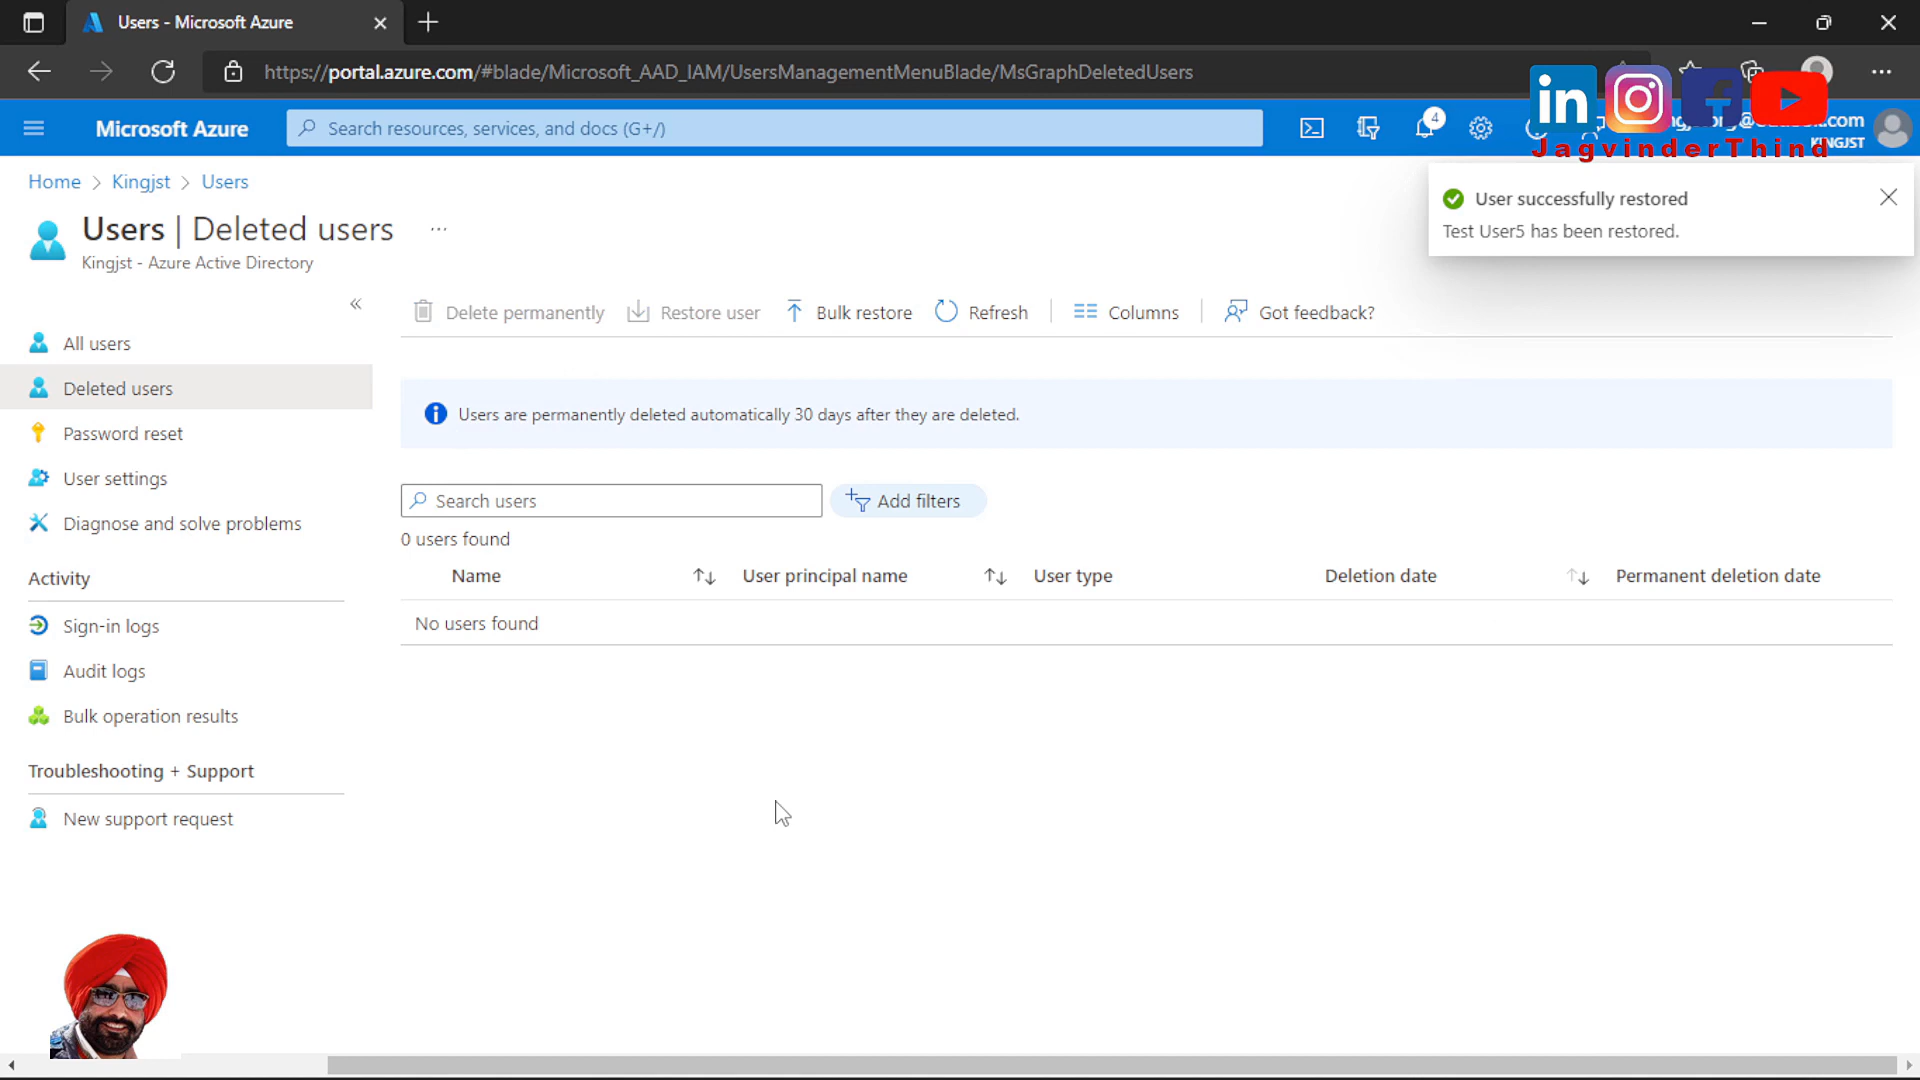 Users - Microsoft Azure
https://portal.azure.com/#blade/Microsoft_AAD_IAM/UsersManagementMenuBlade/MsGraphDeletedUsers
Microsoft Azure
Search resources, services, and docs (G+/)
4
.com
KINGJST
in
JagvinderThind
Home > Kingjst > Users
Users | Deleted users ...
Kingjst - Azure Active Directory
User successfully restored
Test User5 has been restored.
«
Delete permanently Restore user Bulk restore Refresh Columns Got feedback?
All users
Deleted users
Password reset
User settings
Diagnose and solve problems
Activity
Sign-in logs
Audit logs
Bulk operation results
Troubleshooting + Support
New support request
Users are permanently deleted automatically 30 days after they are deleted.
Search users Add filters
0 users found
Name User principal name User type Deletion date Permanent deletion date
No users found